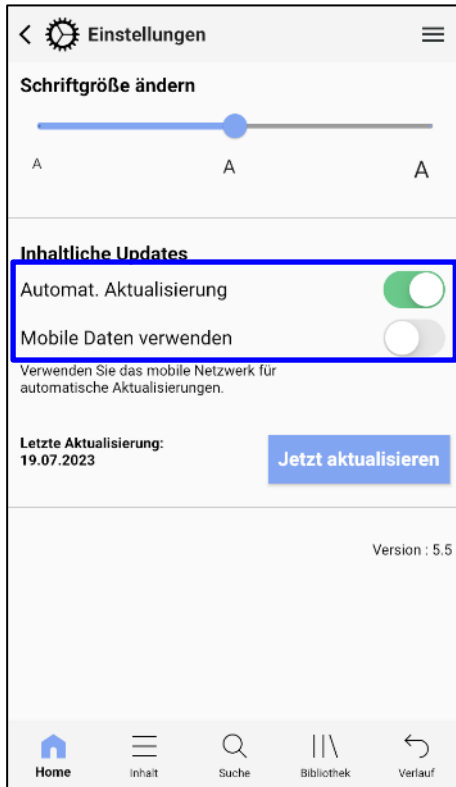 Einstellungen
Schriftgröße ändern
A A A
Inhaltliche Updates
Automat. Aktualisierung
Mobile Daten verwenden
Verwenden Sie das mobile Netzwerk für
automatische Aktualisierungen.
Letzte Aktualisierung:
19.07.2023
Jetzt aktualisieren
Version : 5.5
Home Inhalt Suche Bibliothek Verlauf